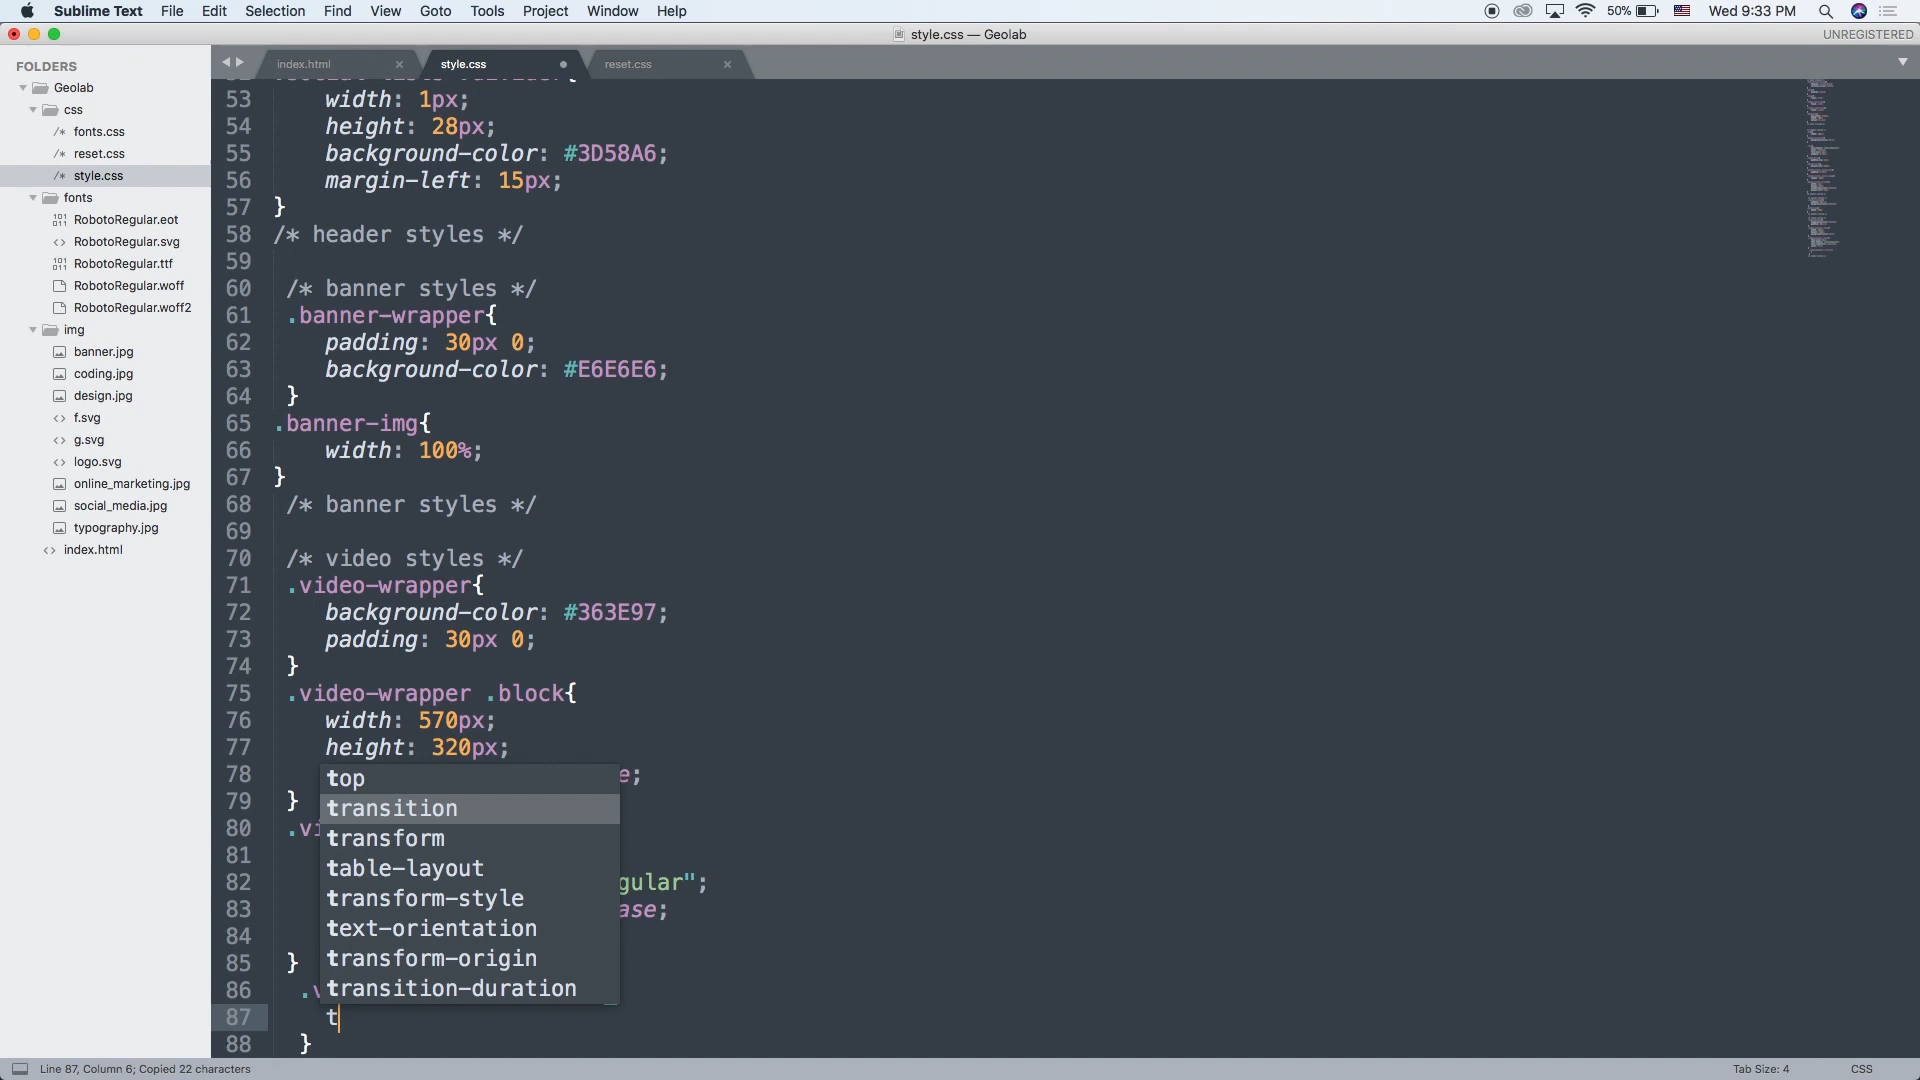 Sublime Text File Edit Selection Find View Goto Tools Project Window Help 50% Wed 9:33 PM
style.css — Geolab UNREGISTERED
FOLDERS
Geolab
css
/* fonts.css
/* reset.css
/* style.css
fonts
RobotoRegular.eot
<> RobotoRegular.svg
RobotoRegular.ttf
RobotoRegular.woff
RobotoRegular.woff2
img
banner.jpg
coding.jpg
design.jpg
<> f.svg
<> g.svg
<> logo.svg
online_marketing.jpg
social_media.jpg
typography.jpg
<> index.html
index.html × style.css reset.css ×
53 width: 1px;
54 height: 28px;
55 background-color: #3D58A6;
56 margin-left: 15px;
57 }
58 /* header styles */
59
60 /* banner styles */
61 .banner-wrapper{
62 padding: 30px 0;
63 background-color: #E6E6E6;
64 }
65 .banner-img{
66 width: 100%;
67 }
68 /* banner styles */
69
70 /* video styles */
71 .video-wrapper{
72 background-color: #363E97;
73 padding: 30px 0;
74 }
75 .video-wrapper .block{
76 width: 570px;
77 height: 320px;
78 e;
79 }
80 .vi
81
82 gular";
83 ase;
84
85 }
86 .v
87 t
88 }
top
transition
transform
table-layout
transform-style
text-orientation
transform-origin
transition-duration
Line 87, Column 6; Copied 22 characters Tab Size: 4 CSS